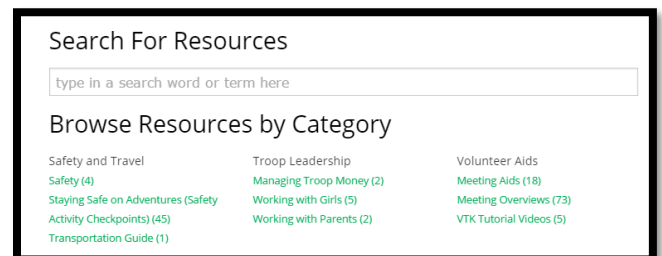 Search For Resources
type in a search word or term here
Browse Resources by Category
Safety and Travel
Safety (4)
Staying Safe on Adventures (Safety
Activity Checkpoints) (45)
Transportation Guide (1)
Troop Leadership
Managing Troop Money (2)
Working with Girls (5)
Working with Parents (2)
Volunteer Aids
Meeting Aids (18)
Meeting Overviews (73)
VTK Tutorial Videos (5)